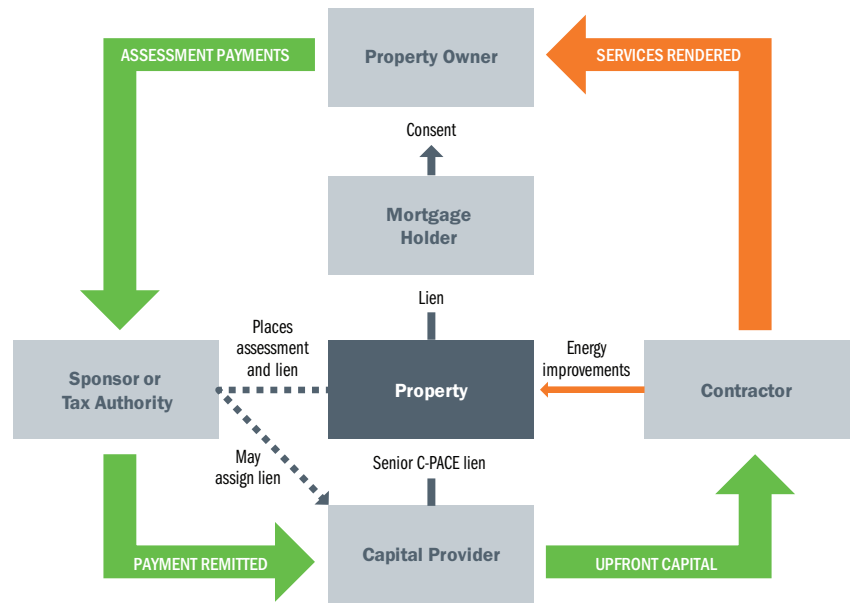 ASSESSMENT PAYMENTS
Property Owner
SERVICES RENDERED
Consent
Mortgage
Holder
Lien
Places
assessment
and lien
Energy
improvements
Sponsor or
Tax Authority
Property
Contractor
May
assign lien
Senior C-PACE lien
PAYMENT REMITTED
Capital Provider
UPFRONT CAPITAL